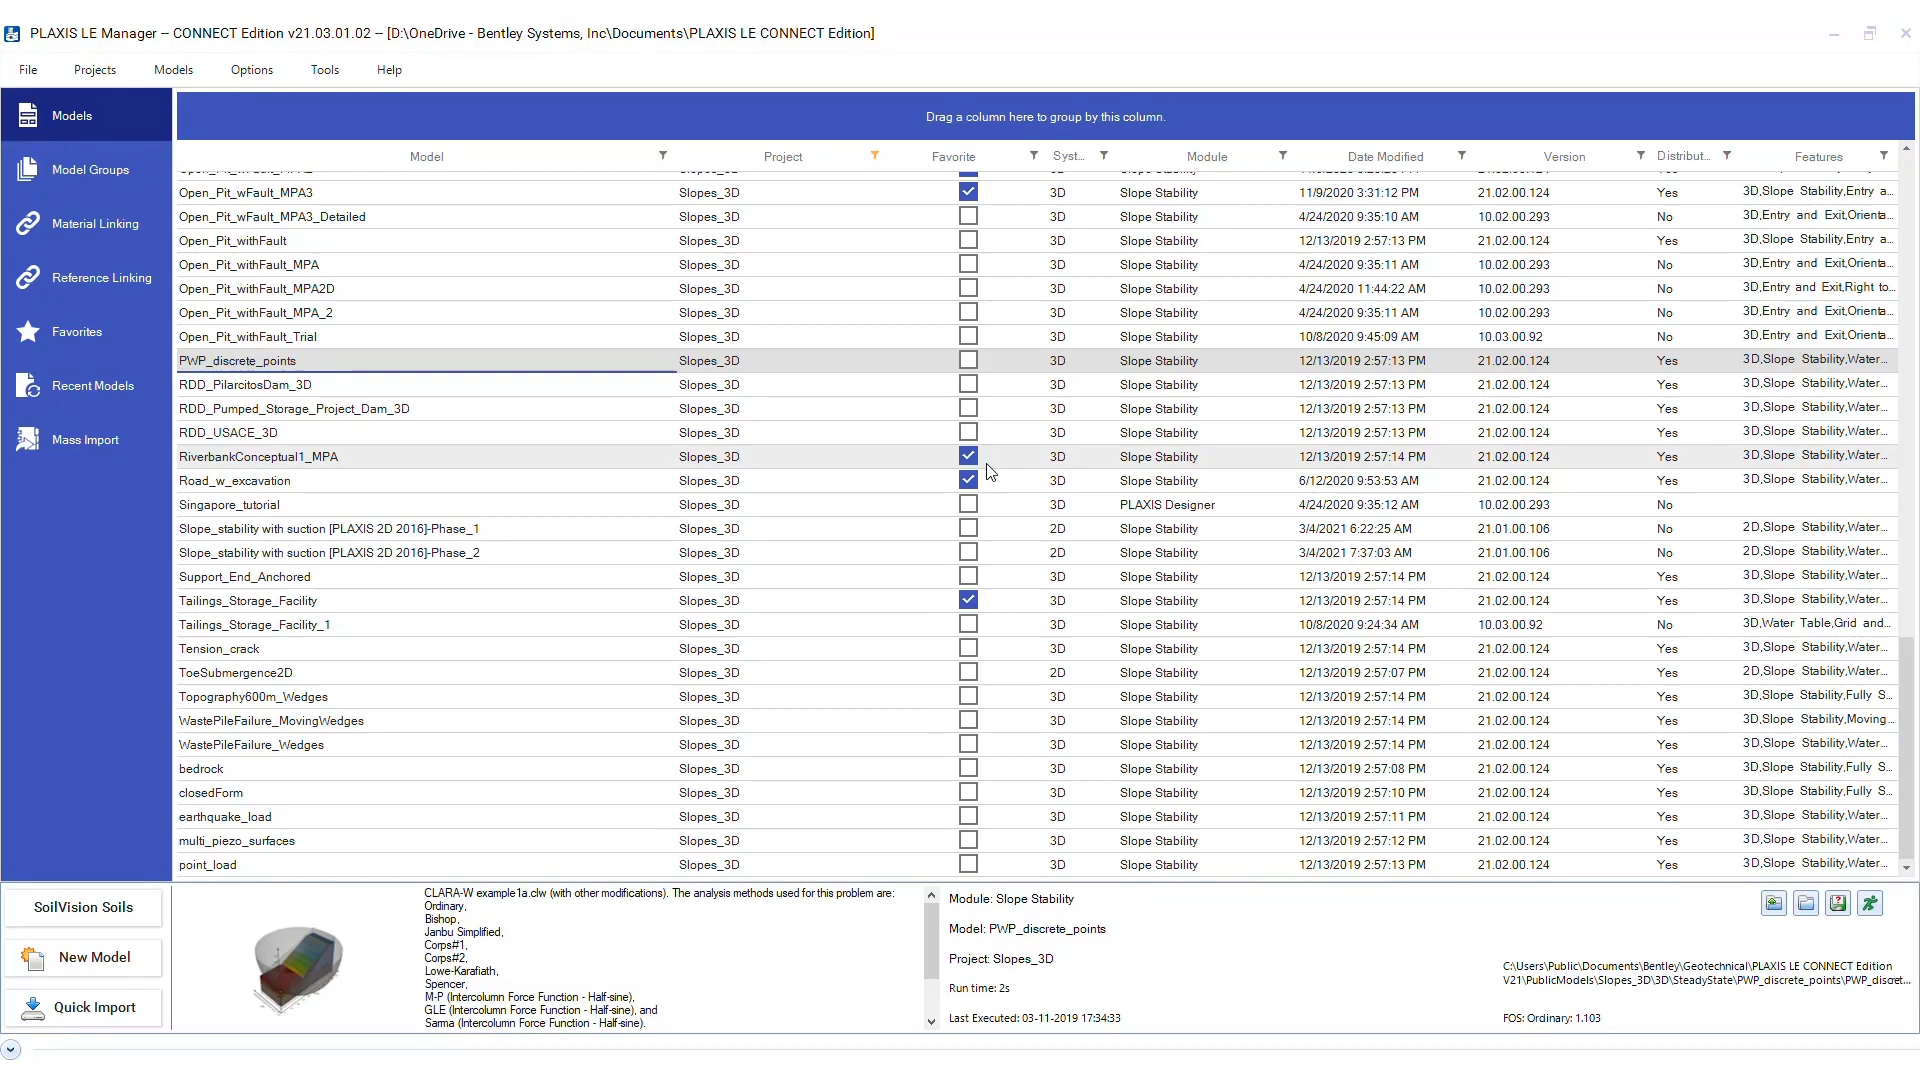 PLAXIS LE Manager -- CONNECT Edition v21.03.01.02 -- [D:\OneDrive - Bentley Systems, Inc\Documents\PLAXIS LE CONNECT Edition]
File Projects Models Options Tools Help
Models
Model Groups
Material Linking
Reference Linking
Favorites
Recent Models
Mass Import
Drag a column here to group by this column.
Model Project Favorite Syst... Module Date Modified Version Distribut... Features
Open_Pit_wFault_MPA3 Slopes_3D 3D Slope Stability 11/9/2020 3:31:12 PM 21.02.00.124 Yes 3D,Slope Stability,Entry a...
Open_Pit_wFault_MPA3_Detailed Slopes_3D 3D Slope Stability 4/24/2020 9:35:10 AM 10.02.00.293 No 3D,Entry and Exit,Orienta...
Open_Pit_withFault Slopes_3D 3D Slope Stability 12/13/2019 2:57:13 PM 21.02.00.124 Yes 3D,Slope Stability,Entry a...
Open_Pit_withFault_MPA Slopes_3D 3D Slope Stability 4/24/2020 9:35:11 AM 10.02.00.293 No 3D,Entry and Exit,Orienta...
Open_Pit_withFault_MPA2D Slopes_3D 3D Slope Stability 4/24/2020 11:44:22 AM 10.02.00.293 No 3D,Entry and Exit,Right to...
Open_Pit_withFault_MPA_2 Slopes_3D 3D Slope Stability 4/24/2020 9:35:11 AM 10.02.00.293 No 3D,Entry and Exit,Orienta...
Open_Pit_withFault_Trial Slopes_3D 3D Slope Stability 10/8/2020 9:45:09 AM 10.03.00.92 No 3D,Entry and Exit,Orienta...
PWP_discrete_points Slopes_3D 3D Slope Stability 12/13/2019 2:57:13 PM 21.02.00.124 Yes 3D,Slope Stability,Water...
RDD_PilarcitosDam_3D Slopes_3D 3D Slope Stability 12/13/2019 2:57:13 PM 21.02.00.124 Yes 3D,Slope Stability,Water...
RDD_Pumped_Storage_Project_Dam_3D Slopes_3D 3D Slope Stability 12/13/2019 2:57:13 PM 21.02.00.124 Yes 3D,Slope Stability,Water...
RDD_USACE_3D Slopes_3D 3D Slope Stability 12/13/2019 2:57:13 PM 21.02.00.124 Yes 3D,Slope Stability,Water...
RiverbankConceptual1_MPA Slopes_3D 3D Slope Stability 12/13/2019 2:57:14 PM 21.02.00.124 Yes 3D,Slope Stability,Water...
Road_w_excavation Slopes_3D 3D Slope Stability 6/12/2020 9:53:53 AM 21.02.00.124 Yes 3D,Slope Stability,Water...
Singapore_tutorial Slopes_3D 3D PLAXIS Designer 4/24/2020 9:35:12 AM 10.02.00.293 No
Slope_stability with suction [PLAXIS 2D 2016]-Phase_1 Slopes_3D 2D Slope Stability 3/4/2021 6:22:25 AM 21.01.00.106 No 2D,Slope Stability,Water...
Slope_stability with suction [PLAXIS 2D 2016]-Phase_2 Slopes_3D 2D Slope Stability 3/4/2021 7:37:03 AM 21.01.00.106 No 2D,Slope Stability,Water...
Support_End_Anchored Slopes_3D 3D Slope Stability 12/13/2019 2:57:14 PM 21.02.00.124 Yes 3D,Slope Stability,Water...
Tailings_Storage_Facility Slopes_3D 3D Slope Stability 12/13/2019 2:57:14 PM 21.02.00.124 Yes 3D,Slope Stability,Water...
Tailings_Storage_Facility_1 Slopes_3D 3D Slope Stability 10/8/2020 9:24:34 AM 10.03.00.92 No 3D,Water Table,Grid and...
Tension_crack Slopes_3D 3D Slope Stability 12/13/2019 2:57:14 PM 21.02.00.124 Yes 3D,Slope Stability,Water...
ToeSubmergence2D Slopes_3D 2D Slope Stability 12/13/2019 2:57:07 PM 21.02.00.124 Yes 2D,Slope Stability,Water...
Topography600m_Wedges Slopes_3D 3D Slope Stability 12/13/2019 2:57:14 PM 21.02.00.124 Yes 3D,Slope Stability,Fully S...
WastePileFailure_MovingWedges Slopes_3D 3D Slope Stability 12/13/2019 2:57:14 PM 21.02.00.124 Yes 3D,Slope Stability,Moving...
WastePileFailure_Wedges Slopes_3D 3D Slope Stability 12/13/2019 2:57:14 PM 21.02.00.124 Yes 3D,Slope Stability,Water...
bedrock Slopes_3D 3D Slope Stability 12/13/2019 2:57:08 PM 21.02.00.124 Yes 3D,Slope Stability,Fully S...
closedForm Slopes_3D 3D Slope Stability 12/13/2019 2:57:10 PM 21.02.00.124 Yes 3D,Slope Stability,Fully S...
earthquake_load Slopes_3D 3D Slope Stability 12/13/2019 2:57:11 PM 21.02.00.124 Yes 3D,Slope Stability,Water...
multi_piezo_surfaces Slopes_3D 3D Slope Stability 12/13/2019 2:57:12 PM 21.02.00.124 Yes 3D,Slope Stability,Water...
point_load Slopes_3D 3D Slope Stability 12/13/2019 2:57:13 PM 21.02.00.124 Yes 3D,Slope Stability,Water...
SoilVision Soils
New Model
Quick Import
CLARA-W example1a.clw (with other modifications). The analysis methods used for this problem are:
Ordinary,
Bishop,
Janbu Simplified,
Corps#1,
Corps#2,
Lowe-Karafiath,
Spencer,
M-P (Intercolumn Force Function - Half-sine),
GLE (Intercolumn Force Function - Half-sine), and
Sarma (Intercolumn Force Function - Half-sine).
Module: Slope Stability
Model: PWP_discrete_points
Project: Slopes_3D
Run time: 2s
Last Executed: 03-11-2019 17:34:33
C:\Users\Public\Documents\Bentley\Geotechnical\PLAXIS LE CONNECT Edition
V21\PublicModels\Slopes_3D\3D\SteadyState\PWP_discrete_points\PWP_discret...
FOS: Ordinary: 1.103